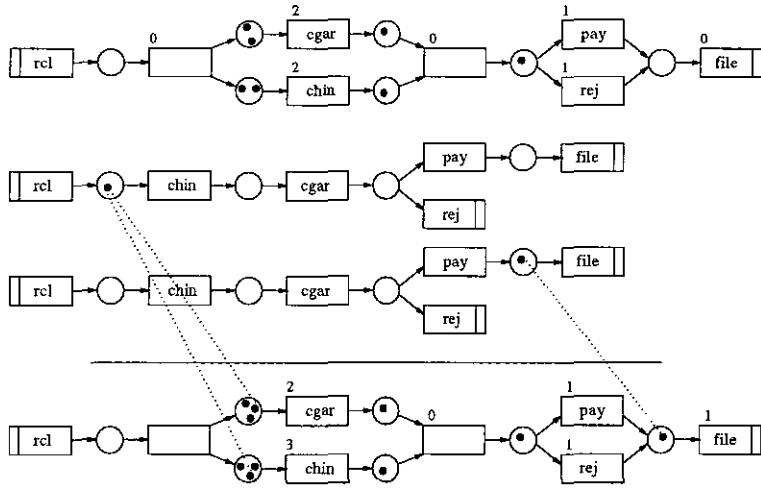 0 2 0 1 0
rcl cgar pay file
2 1
chin rej
pay file
rcl chin cgar
rej
pay file
rcl chin cgar
rej
2 0 1 1
rcl cgar pay file
3 1
chin rej